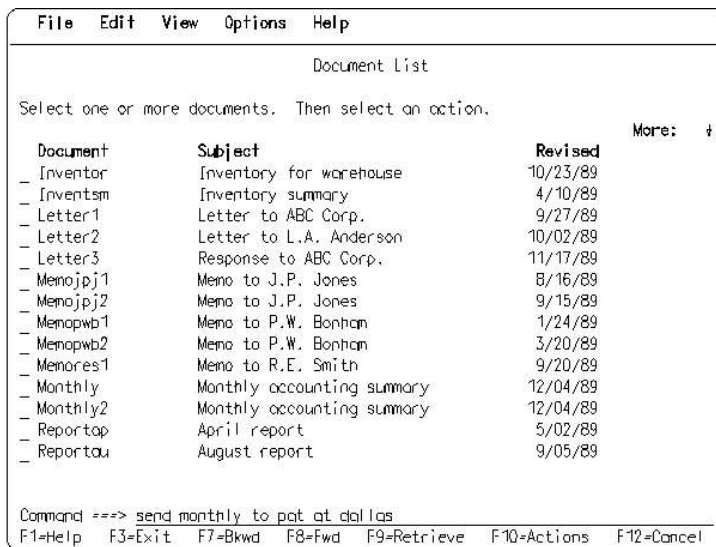 File Edit View Options Help
Document List
Select one or more documents. Then select an action.
More: ↓
Document Subject Revised
_ Inventor Inventory for warehouse 10/23/89
_ Inventsm Inventory summary 4/10/89
_ Letter1 Letter to ABC Corp. 9/27/89
_ Letter2 Letter to L.A. Anderson 10/02/89
_ Letter3 Response to ABC Corp. 11/17/89
_ Memojpj1 Memo to J.P. Jones 8/16/89
_ Memojpj2 Memo to J.P. Jones 9/15/89
_ Memopwb1 Memo to P.W. Bonham 1/24/89
_ Memopwb2 Memo to P.W. Bonham 3/20/89
_ Memores1 Memo to R.E. Smith 9/20/89
_ Monthly Monthly accounting summary 12/04/89
_ Monthly2 Monthly accounting summary 12/04/89
_ Reportap April report 5/02/89
_ Reportau August report 9/05/89
Command ===> send monthly to pat at dallas
F1=Help F3=Exit F7=Bkwd F8=Fwd F9=Retrieve F10=Actions F12=Cancel